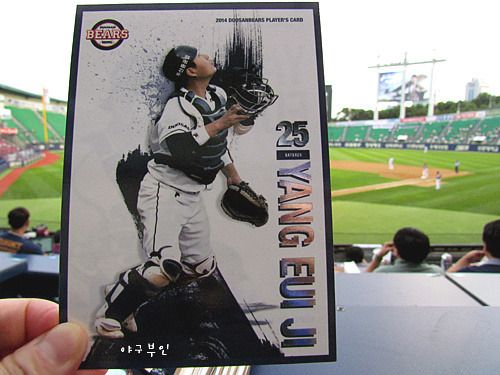 2014 DOOSANBEARS PLAYER'S CARD
BEARS
25
CATCHER
YANG EUI JI
야구부인